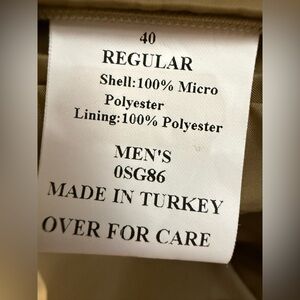 40
REGULAR
Shell:100% Micro
Polyester
Lining:100% Polyester
MEN'S
0SG86
MADE IN TURKEY
OVER FOR CARE